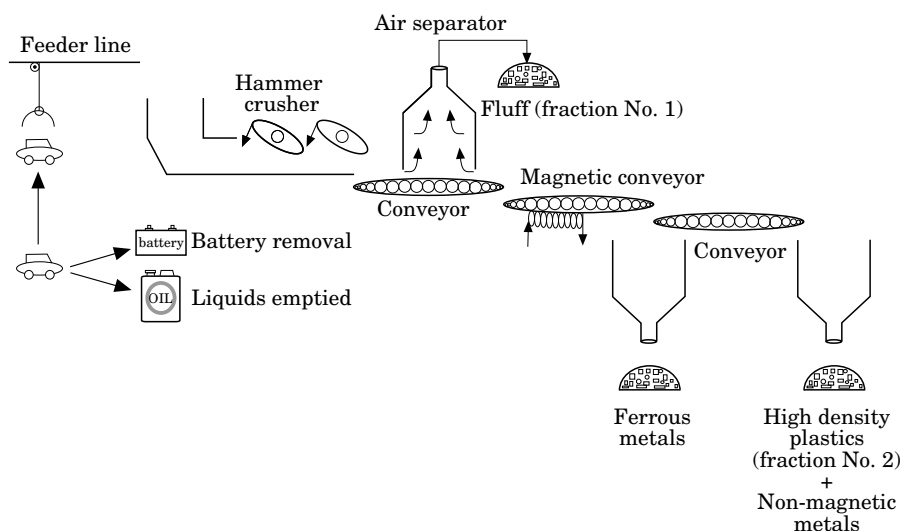 Air separator
Feeder line
Hammer
crusher
Fluff (fraction No. 1)
Magnetic conveyor
Conveyor
battery
Battery removal
Conveyor
OIL
Liquids emptied
Ferrous
metals
High density
plastics
(fraction No. 2)
+
Non-magnetic
metals